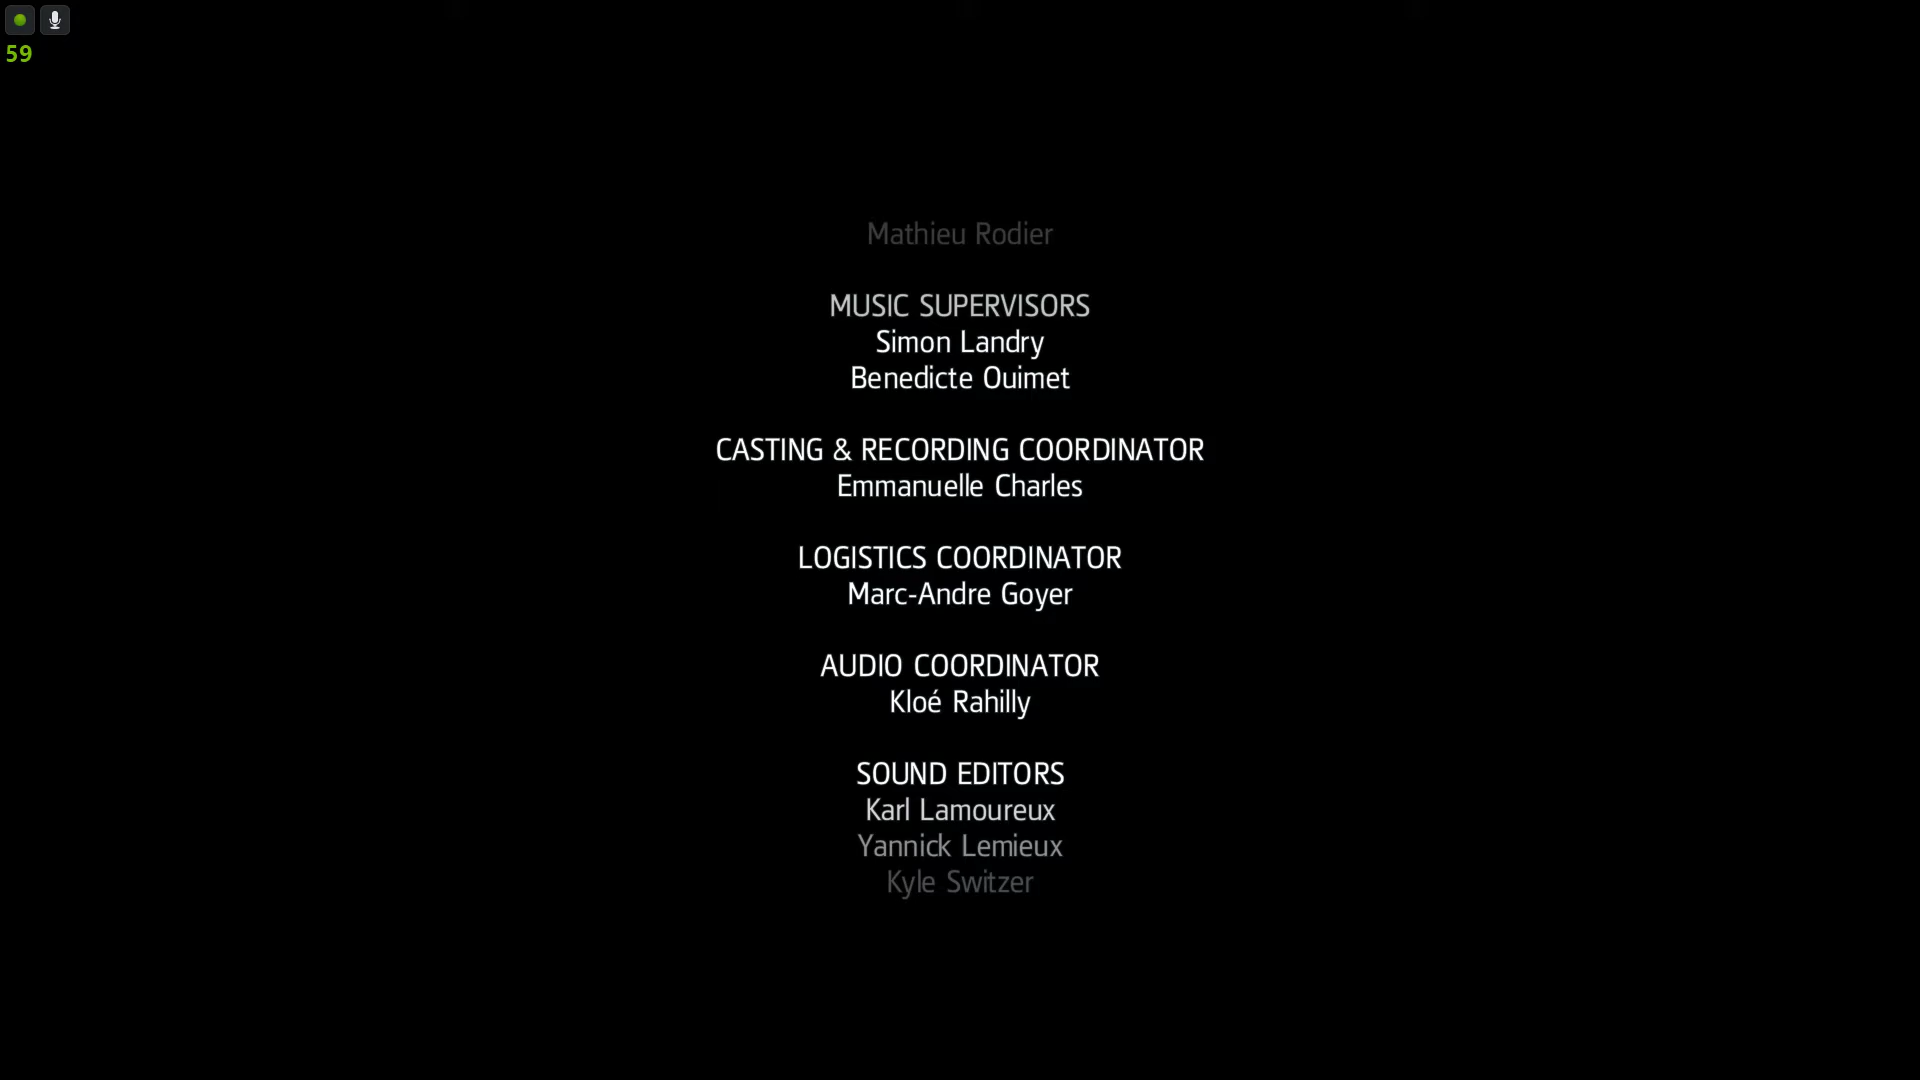 59
Mathieu Rodier
MUSIC SUPERVISORS
Simon Landry
Benedicte Ouimet
CASTING & RECORDING COORDINATOR
Emmanuelle Charles
LOGISTICS COORDINATOR
Marc-Andre Goyer
AUDIO COORDINATOR
Kloé Rahilly
SOUND EDITORS
Karl Lamoureux
Yannick Lemieux
Kyle Switzer